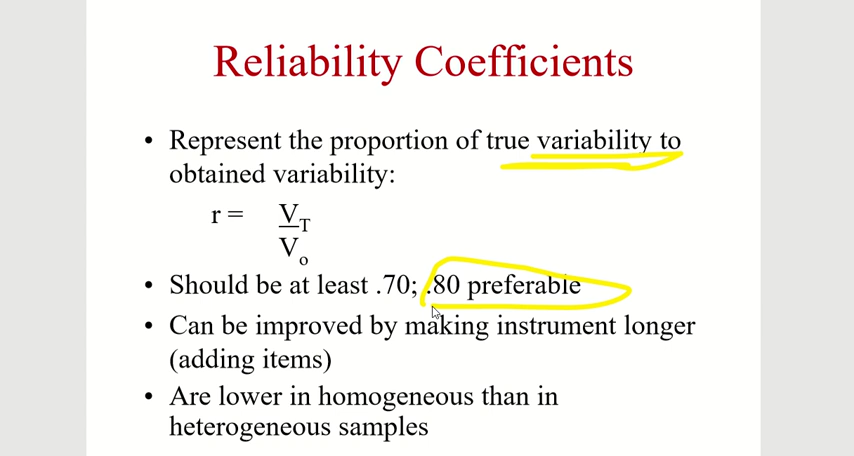 Reliability Coefficients
• Represent the proportion of true variability to
obtained variability:
r = V_T
V_o
• Should be at least .70; .80 preferable
• Can be improved by making instrument longer
(adding items)
• Are lower in homogeneous than in
heterogeneous samples